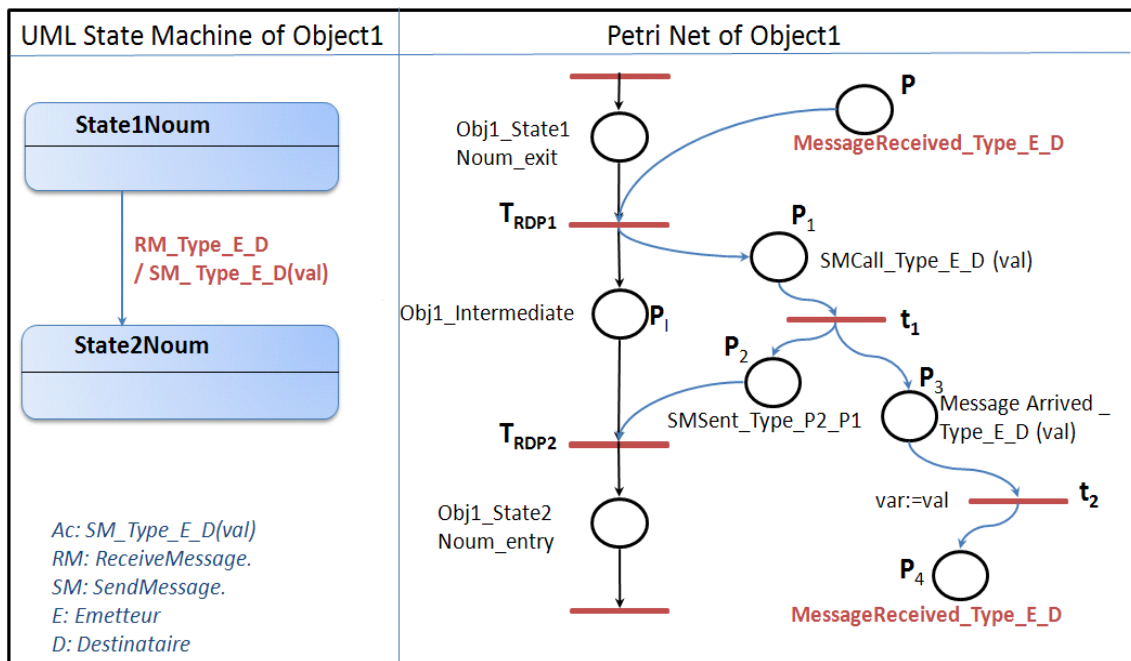 UML State Machine of Object1
Petri Net of Object1
State1Noum
RM_Type_E_D
/ SM_ Type_E_D(val)
State2Noum
Ac: SM_Type_E_D(val)
RM: ReceiveMessage.
SM: SendMessage.
E: Emetteur
D: Destinataire
P
MessageReceived_Type_E_D
Obj1_State1
Noum_exit
TRDP1
P1
SMCall_Type_E_D (val)
Obj1_Intermediate
PI
t1
P2
SMSent_Type_P2_P1
P3
Message Arrived _
Type_E_D (val)
TRDP2
var:=val
t2
Obj1_State2
Noum_entry
P4
MessageReceived_Type_E_D